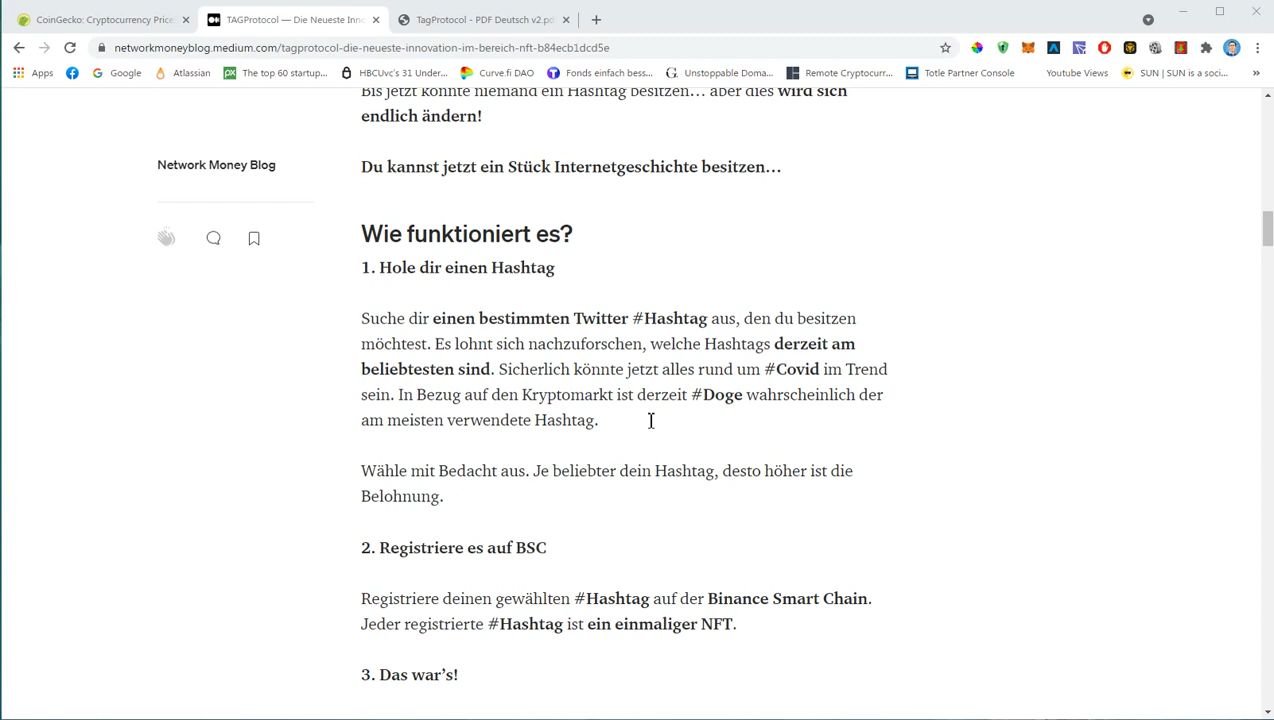 CoinGecko: Cryptocurrency Price
TAGProtocol — Die Neueste Inno
TagProtocol - PDF Deutsch v2.pd
networkmoneyblog.medium.com/tagprotocol-die-neueste-innovation-im-bereich-nft-b84ecb1dcd5e
Apps
Google
Atlassian
The top 60 startup...
HBCUvc's 31 Under...
Curve.fi DAO
Fonds einfach bess...
Unstoppable Doma...
Remote Cryptocurr...
Totle Partner Console
Youtube Views
SUN | SUN is a soci...
Bis jetzt konnte niemand ein Hashtag besitzen… aber dies wird sich
endlich ändern!
Network Money Blog
Du kannst jetzt ein Stück Internetgeschichte besitzen…
Wie funktioniert es?
1. Hole dir einen Hashtag
Suche dir einen bestimmten Twitter #Hashtag aus, den du besitzen
möchtest. Es lohnt sich nachzuforschen, welche Hashtags derzeit am
beliebtesten sind. Sicherlich könnte jetzt alles rund um #Covid im Trend
sein. In Bezug auf den Kryptomarkt ist derzeit #Doge wahrscheinlich der
am meisten verwendete Hashtag.
Wähle mit Bedacht aus. Je beliebter dein Hashtag, desto höher ist die
Belohnung.
2. Registriere es auf BSC
Registriere deinen gewählten #Hashtag auf der Binance Smart Chain.
Jeder registrierte #Hashtag ist ein einmaliger NFT.
3. Das war's!